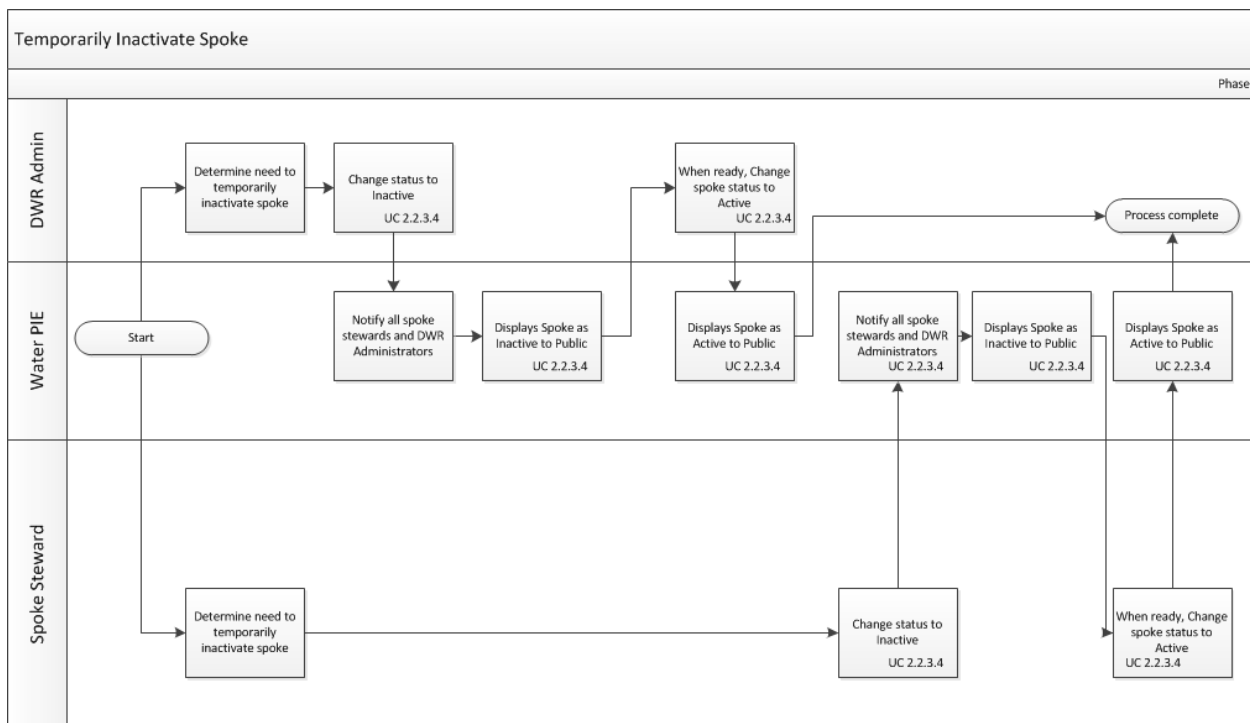 Temporarily Inactivate Spoke
Phase
DWR Admin
Determine need to
temporarily
inactivate spoke
Change status to
Inactive
UC 2.2.3.4
When ready, Change
spoke status to
Active
UC 2.2.3.4
Process complete
Water PIE
Start
Notify all spoke
stewards and DWR
Administrators
Displays Spoke as
Inactive to Public
UC 2.2.3.4
Displays Spoke as
Active to Public
UC 2.2.3.4
Notify all spoke
stewards and DWR
Administrators
UC 2.2.3.4
Displays Spoke as
Inactive to Public
UC 2.2.3.4
Displays Spoke as
Active to Public
UC 2.2.3.4
Spoke Steward
Determine need to
temporarily
inactivate spoke
Change status to
Inactive
UC 2.2.3.4
When ready, Change
spoke status to
Active
UC 2.2.3.4